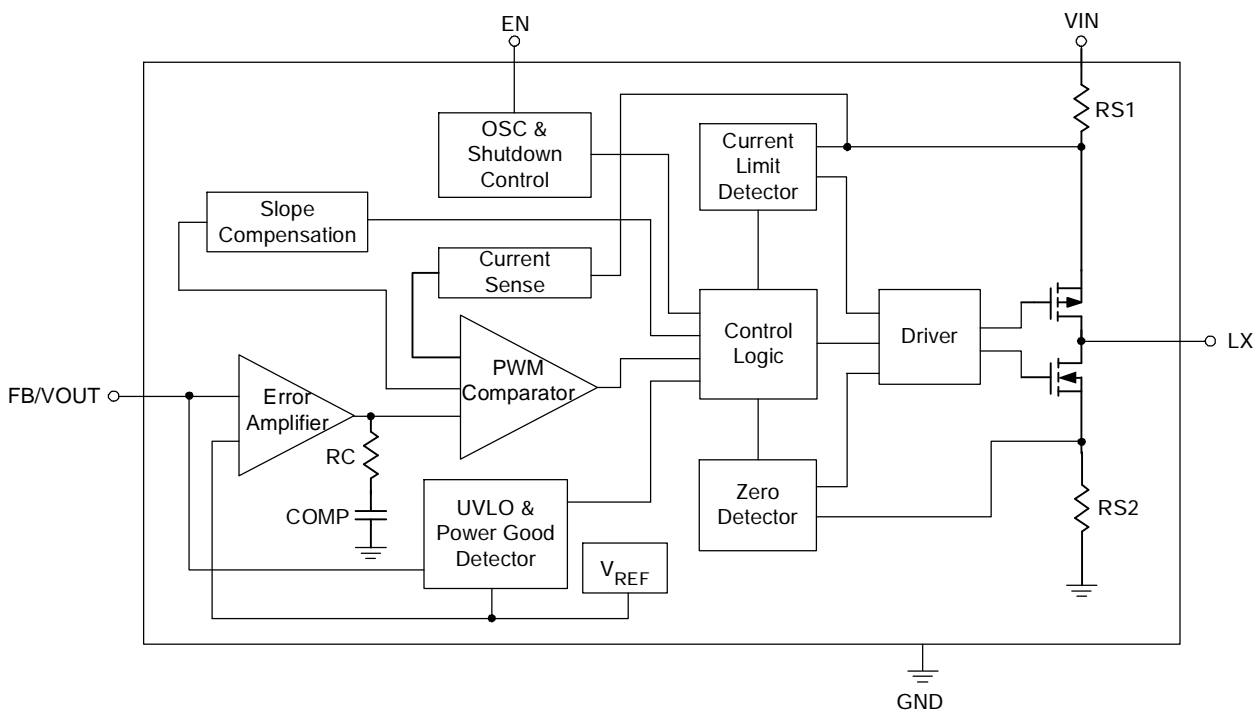 EN
VIN
RS1
OSC &
Shutdown
Control
Current
Limit
Detector
Slope
Compensation
Current
Sense
Control
Logic
Driver
LX
PWM
Comparator
FB/VOUT
Error
Amplifier
RC
COMP
UVLO &
Power Good
Detector
VREF
Zero
Detector
RS2
GND